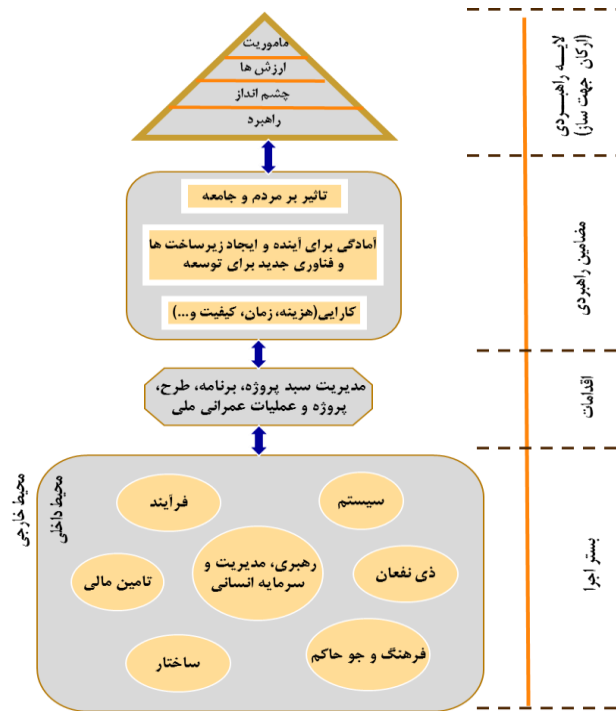 ماموریت
ارزش ها
چشم انداز
راهبرد
لایـه راهبــردی
(ارکان جهت ساز)
تاثیر بر مردم و جامعه
آمادگی برای آینده و ایجاد زیرساخت ها
و فناوری جدید برای توسعه
کارایی(هزینه، زمان، کیفیت و...)
مضامین راهبردی
مدیریت سبد پروژه، برنامه، طرح،
پروژه و عملیات عمرانی ملی
اقدامات
محیط خارجی
محیط داخلی
سیستم
فرآیند
رهبری، مدیریت و
سرمایه انسانی
ذی نفعان
تامین مالی
فرهنگ و جو حاکم
ساختار
بستر اجرا